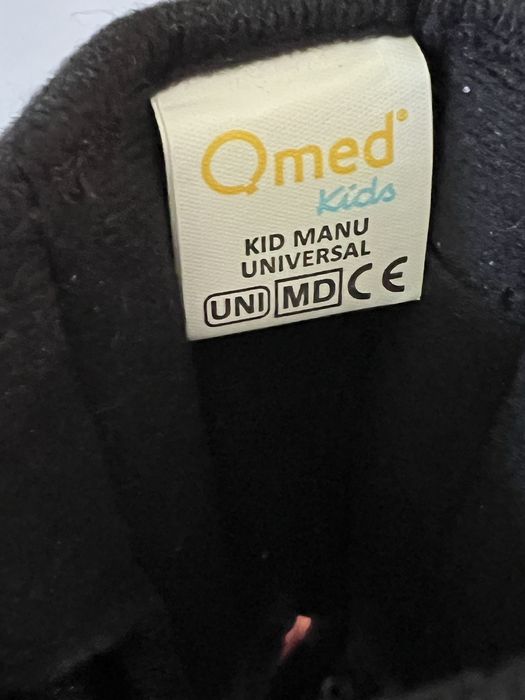 Qmed®
Kids
KID MANU
UNIVERSAL
UNI MD CE